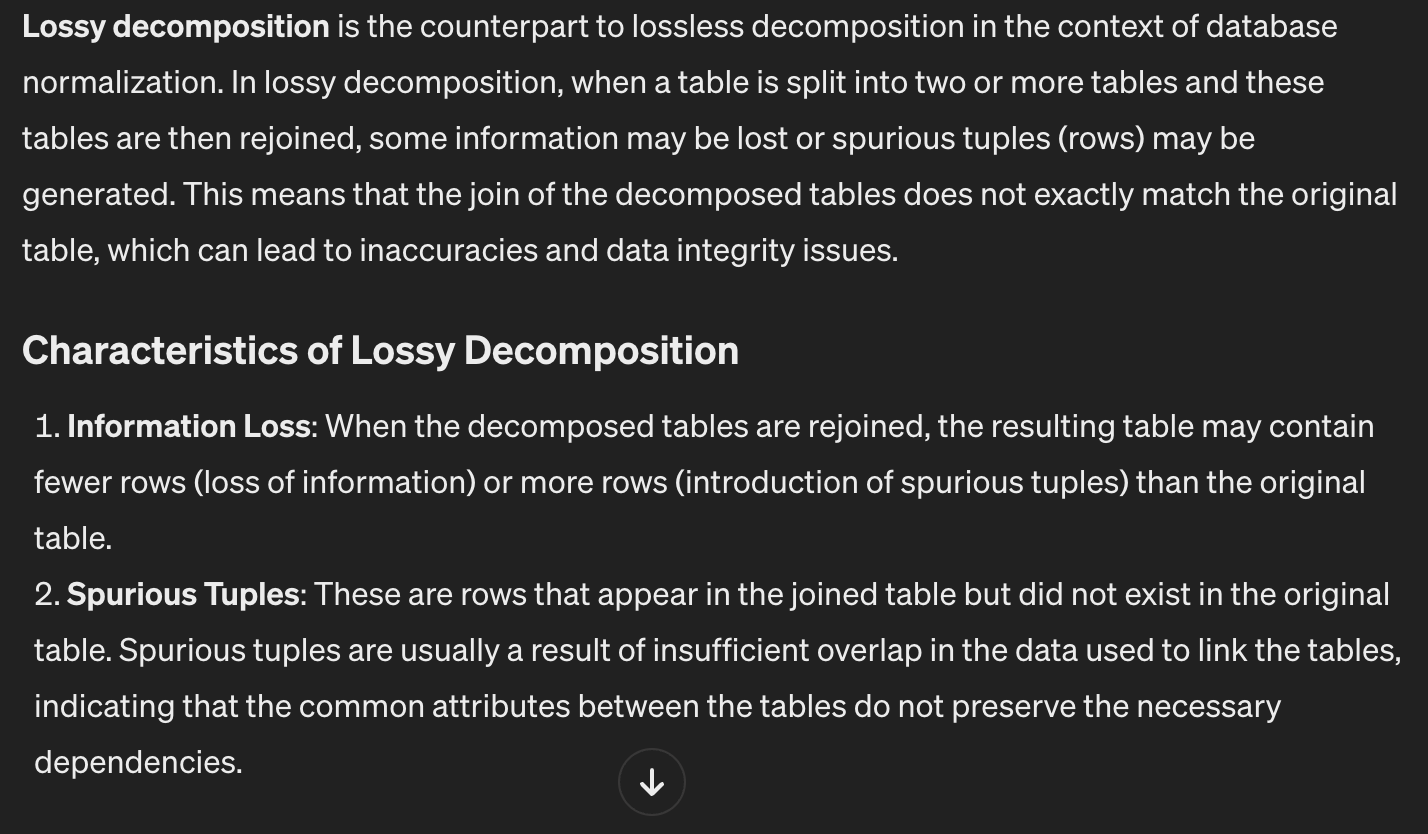 Lossy decomposition is the counterpart to lossless decomposition in the context of database
normalization. In lossy decomposition, when a table is split into two or more tables and these
tables are then rejoined, some information may be lost or spurious tuples (rows) may be
generated. This means that the join of the decomposed tables does not exactly match the original
table, which can lead to inaccuracies and data integrity issues.
Characteristics of Lossy Decomposition
1. Information Loss: When the decomposed tables are rejoined, the resulting table may contain
fewer rows (loss of information) or more rows (introduction of spurious tuples) than the original
table.
2. Spurious Tuples: These are rows that appear in the joined table but did not exist in the original
table. Spurious tuples are usually a result of insufficient overlap in the data used to link the tables,
indicating that the common attributes between the tables do not preserve the necessary
dependencies.